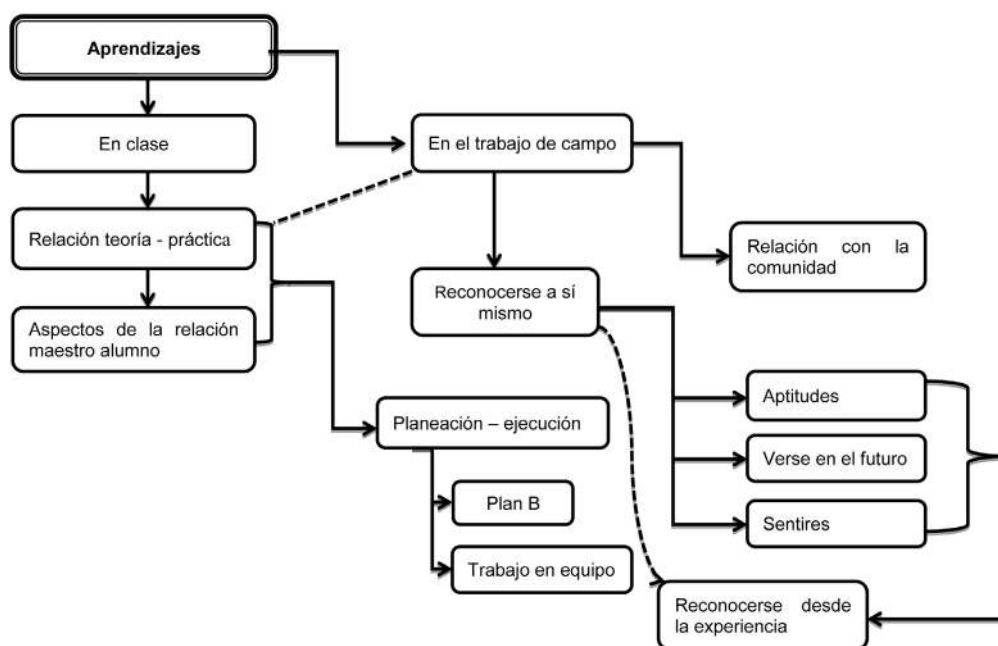 Aprendizajes
En clase
En el trabajo de campo
Relación teoría - práctica
Relación con la
comunidad
Reconocerse a sí
mismo
Aspectos de la relación
maestro alumno
Aptitudes
Planeación – ejecución
Verse en el futuro
Plan B
Sentires
Trabajo en equipo
Reconocerse desde
la experiencia